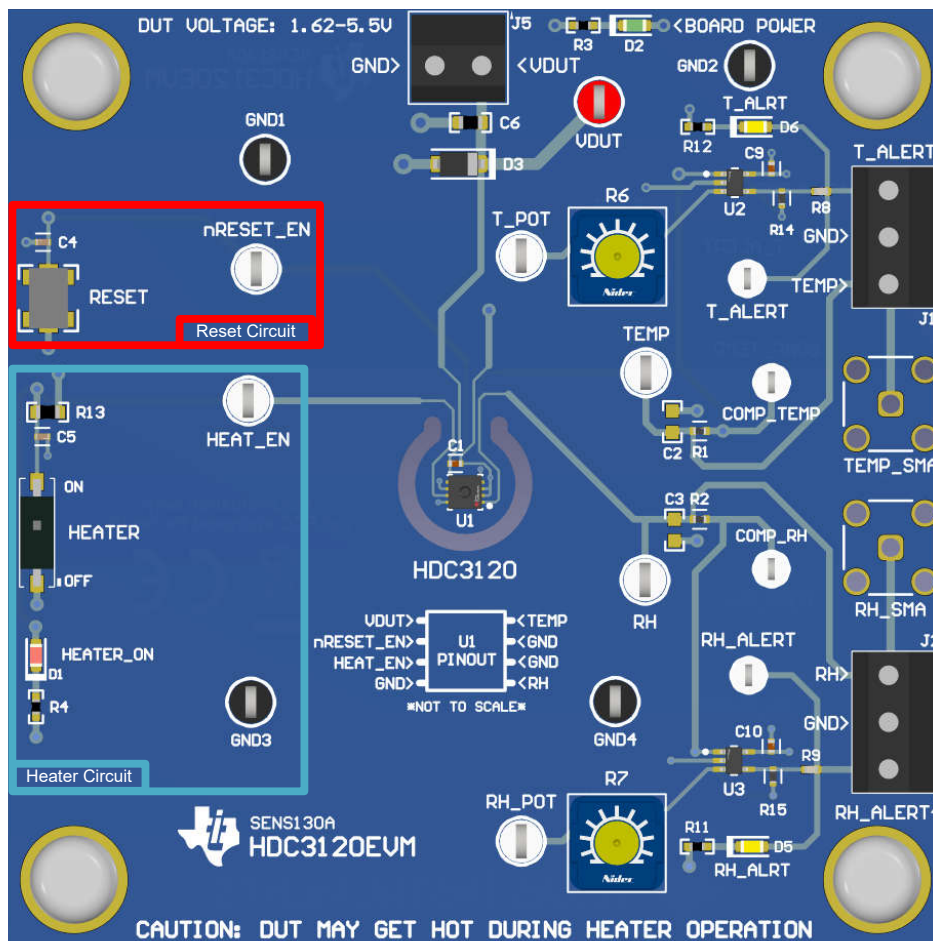 DUT VOLTAGE: 1.62-5.5V
J5
R3
D2
<BOARD POWER
GND>
<VDUT
GND2
T_ALRT
C6
VDUT
R12
D6
GND1
D3
C9
T_ALERT
U2
R14
R8
R6
T_POT
Nidec
GND>
TEMP>
T_ALERT
J1
nRESET_EN
C4
RESET
Reset Circuit
TEMP
COMP_TEMP
C2
R1
TEMP_SMA
R13
C5
HEAT_EN
ON
HEATER
OFF
C1
U1
HDC3120
C3
R2
COMP_RH
RH
RH_SMA
VDUT>
nRESET_EN>
HEAT_EN>
GND>
U1
PINOUT
<TEMP
<GND
<GND
<RH
*NOT TO SCALE*
RH_ALERT
RH>
GND>
HEATER_ON
D1
R4
GND3
GND4
Heater Circuit
C10
U3
R15
R9
RH_ALERT
R7
RH_POT
Nidec
R11
D5
RH_ALRT
SENS130A
HDC3120EVM
CAUTION: DUT MAY GET HOT DURING HEATER OPERATION